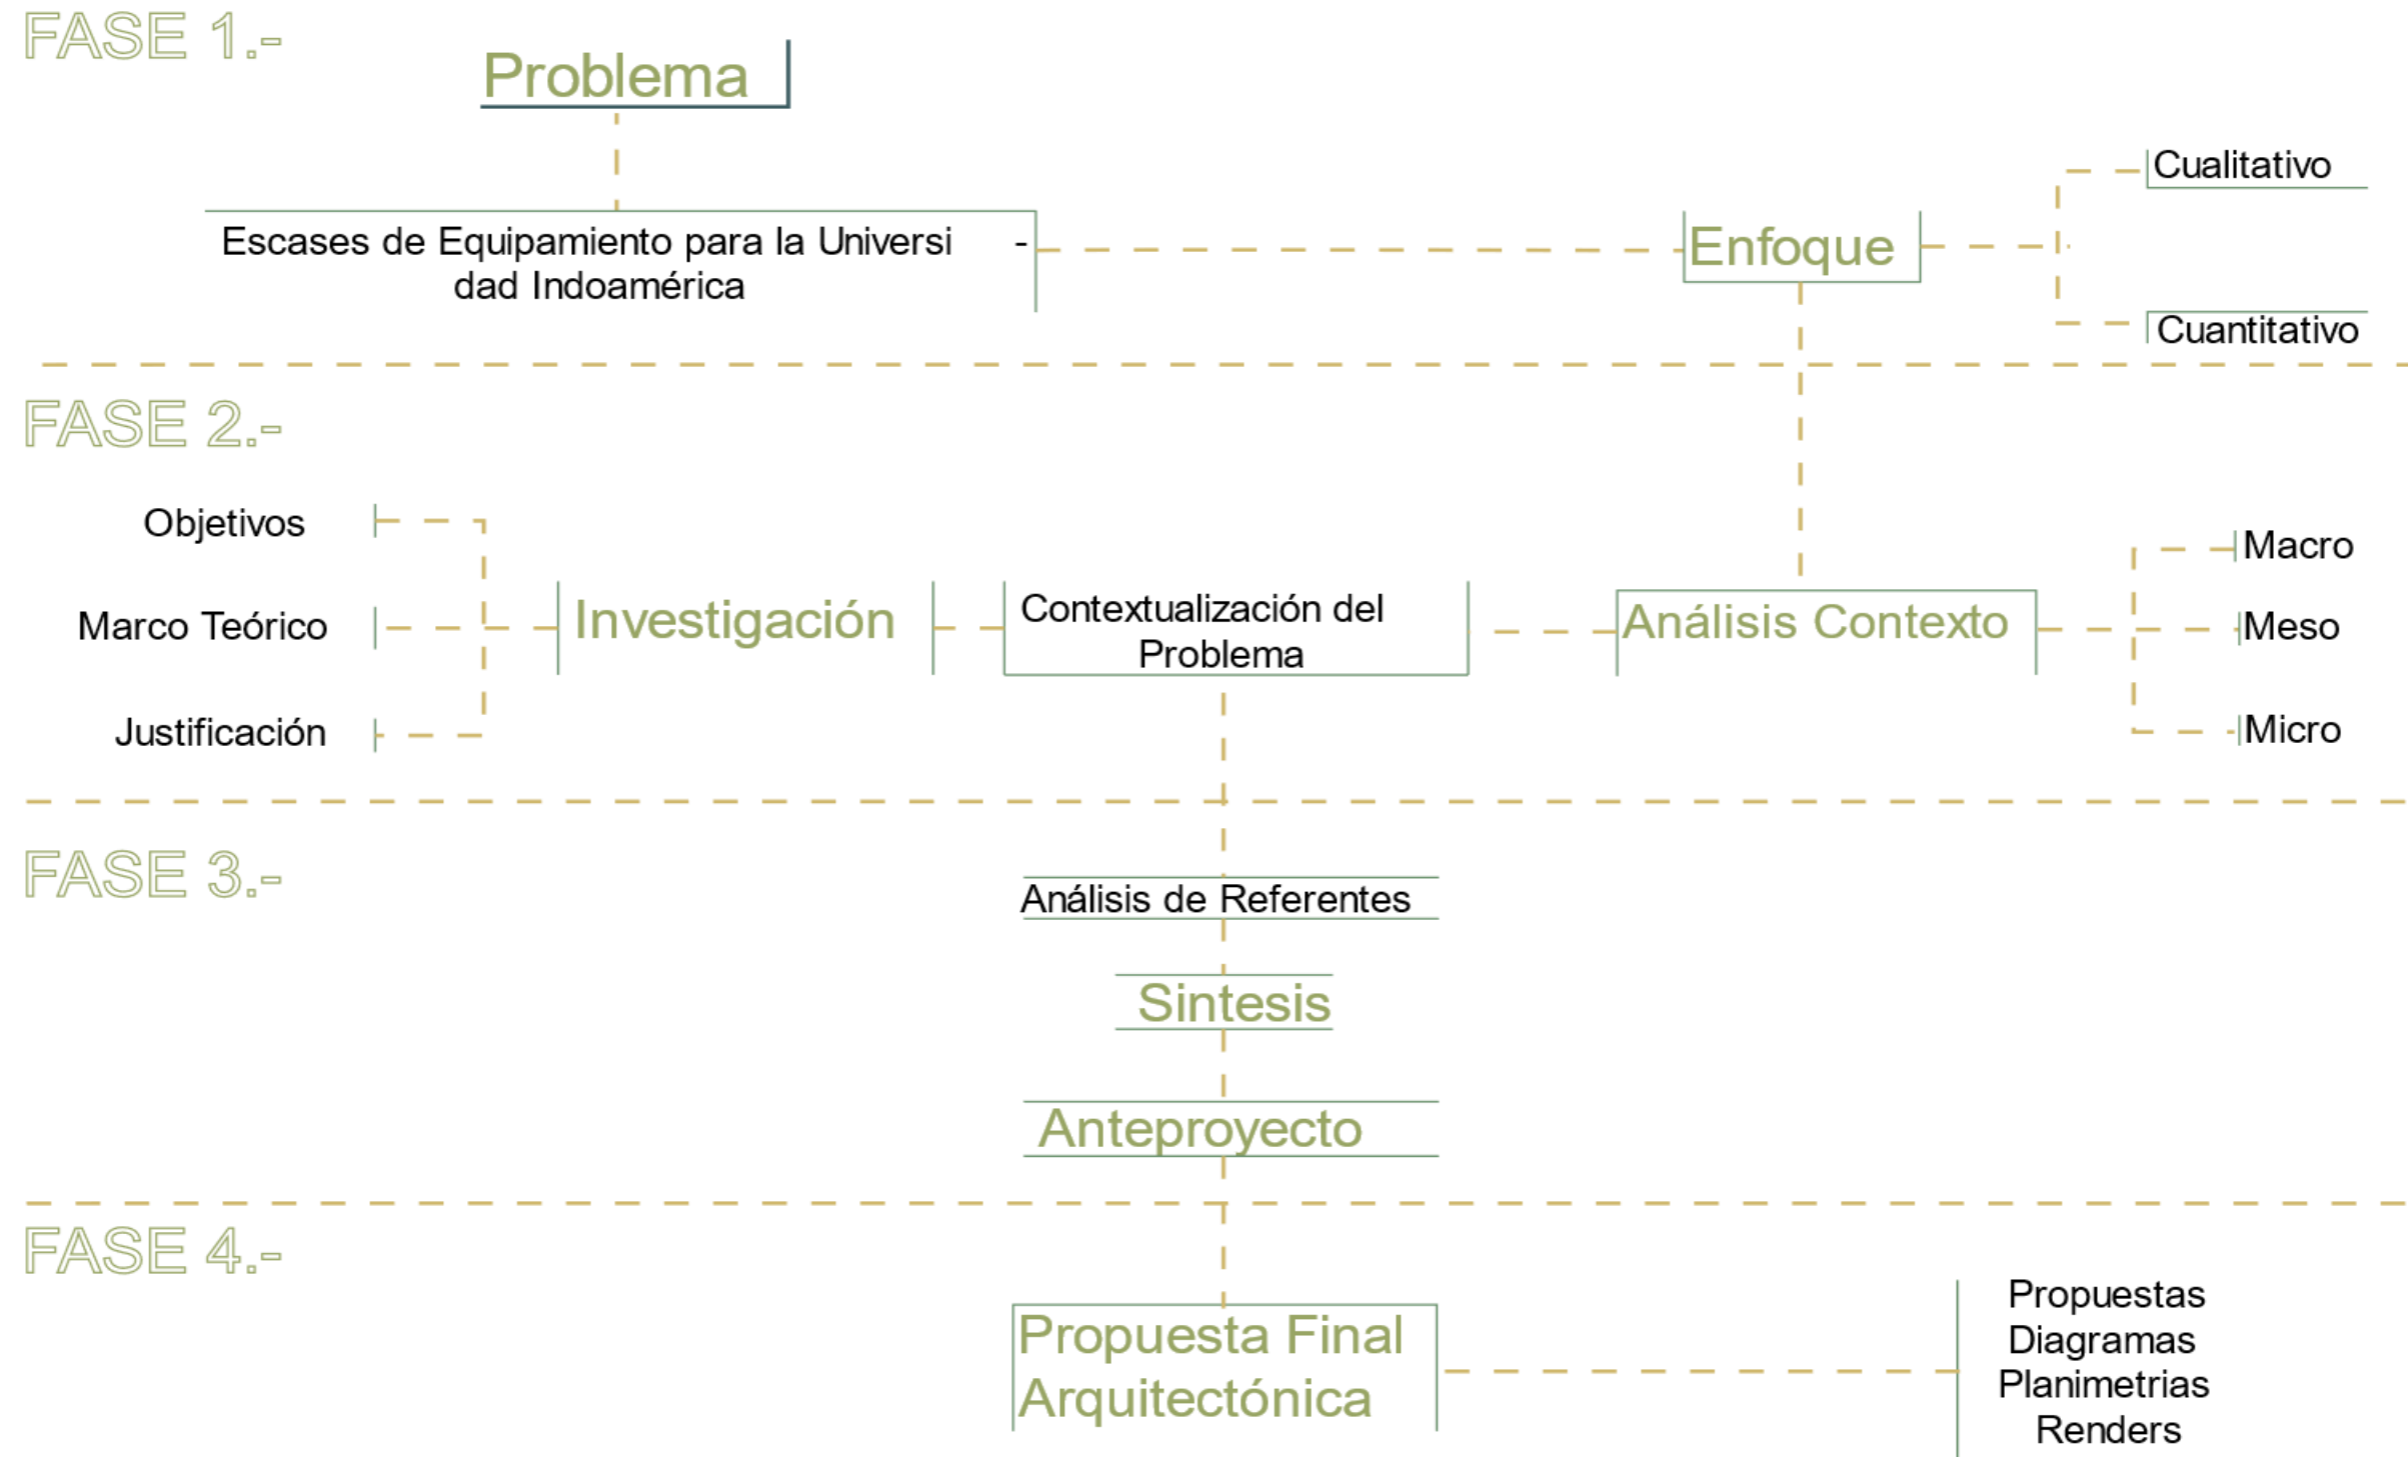 FASE 1.-
Problema
Escases de Equipamiento para la Universi -
dad Indoamérica
Enfoque
Cualitativo
Cuantitativo
FASE 2.-
Objetivos
Marco Teórico
Justificación
Investigación
Contextualización del
Problema
Análisis Contexto
Macro
Meso
Micro
FASE 3.-
Análisis de Referentes
Sintesis
Anteproyecto
FASE 4.-
Propuesta Final
Arquitectónica
Propuestas
Diagramas
Planimetrias
Renders